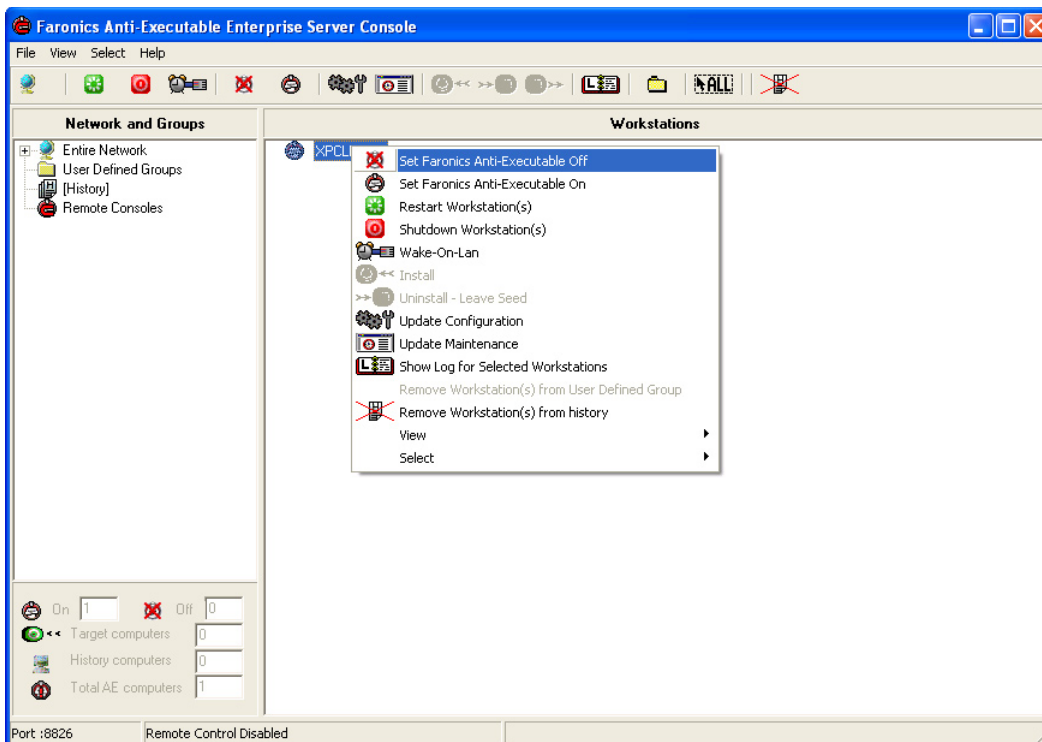 Faronics Anti-Executable Enterprise Server Console
File View Select Help
ALL
Network and Groups
Workstations
Entire Network
User Defined Groups
[History]
Remote Consoles
Set Faronics Anti-Executable Off
Set Faronics Anti-Executable On
Restart Workstation(s)
Shutdown Workstation(s)
Wake-On-Lan
Install
Uninstall - Leave Seed
Update Configuration
Update Maintenance
Show Log for Selected Workstations
Remove Workstation(s) from User Defined Group
Remove Workstation(s) from history
View
Select
On 1 Off 0
Target computers 0
History computers 0
Total AE computers 1
Port :8826 Remote Control Disabled